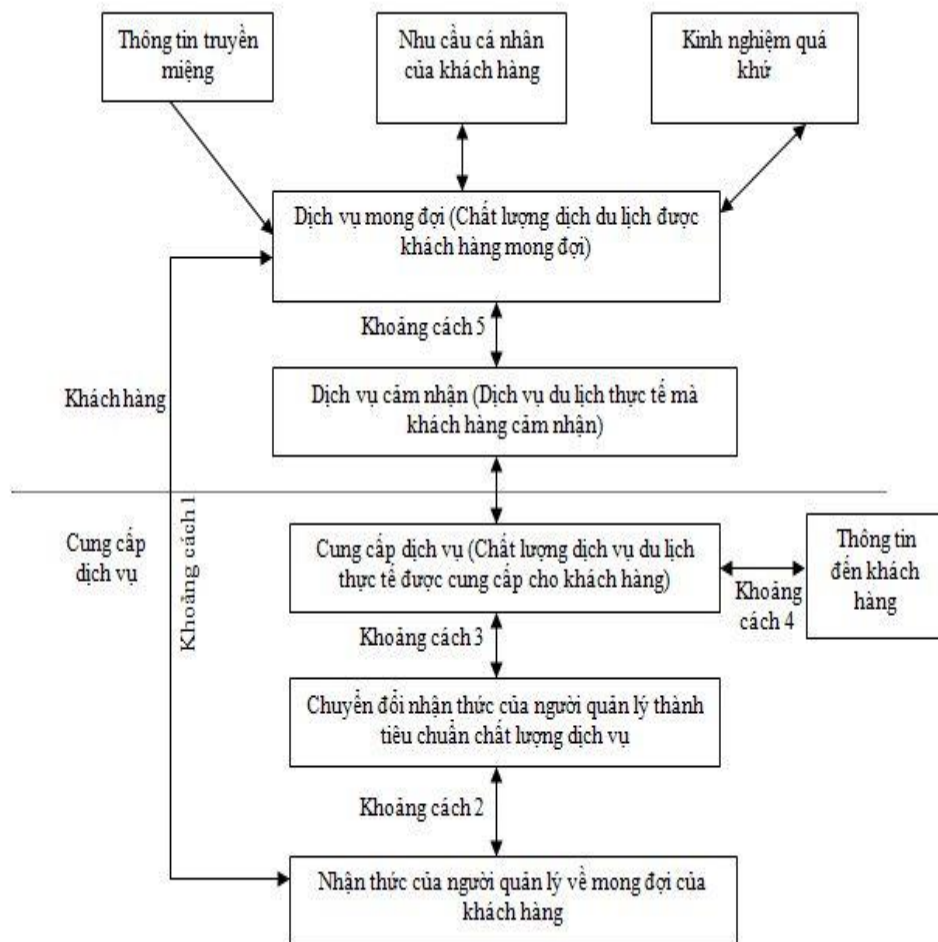 Thông tin truyền
miệng
Nhu cầu cá nhân
của khách hàng
Kinh nghiệm quá
khứ
Dịch vụ mong đợi (Chất lượng dịch du lịch được
khách hàng mong đợi)
Khoảng cách 5
Khách hàng
Dịch vụ cảm nhận (Dịch vụ du lịch thực tế mà
khách hàng cảm nhận)
Khoảng cách 1
Cung cấp
dịch vụ
Cung cấp dịch vụ (Chất lượng dịch vụ du lịch
thực tế được cung cấp cho khách hàng)
Khoảng
cách 4
Thông tin
đến khách
hàng
Khoảng cách 3
Chuyển đổi nhận thức của người quản lý thành
tiêu chuẩn chất lượng dịch vụ
Khoảng cách 2
Nhận thức của người quản lý về mong đợi của
khách hàng